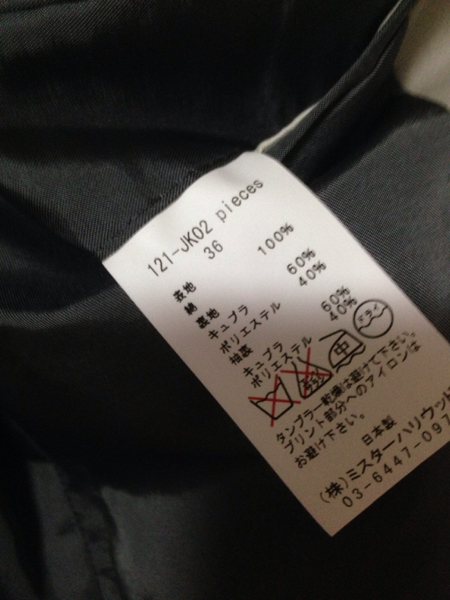 121-JK02 pieces
36
表地
綿 100%
裏地
キュプラ 60%
ポリエステル 40%
袖裏
キュプラ 60%
ポリエステル 40%
中 ドライ
タンブラー乾燥は避けて下さい。
プリント部分へのアイロンは
お避け下さい。
日本製
(株)ミスターハリウッド
03-6447-097